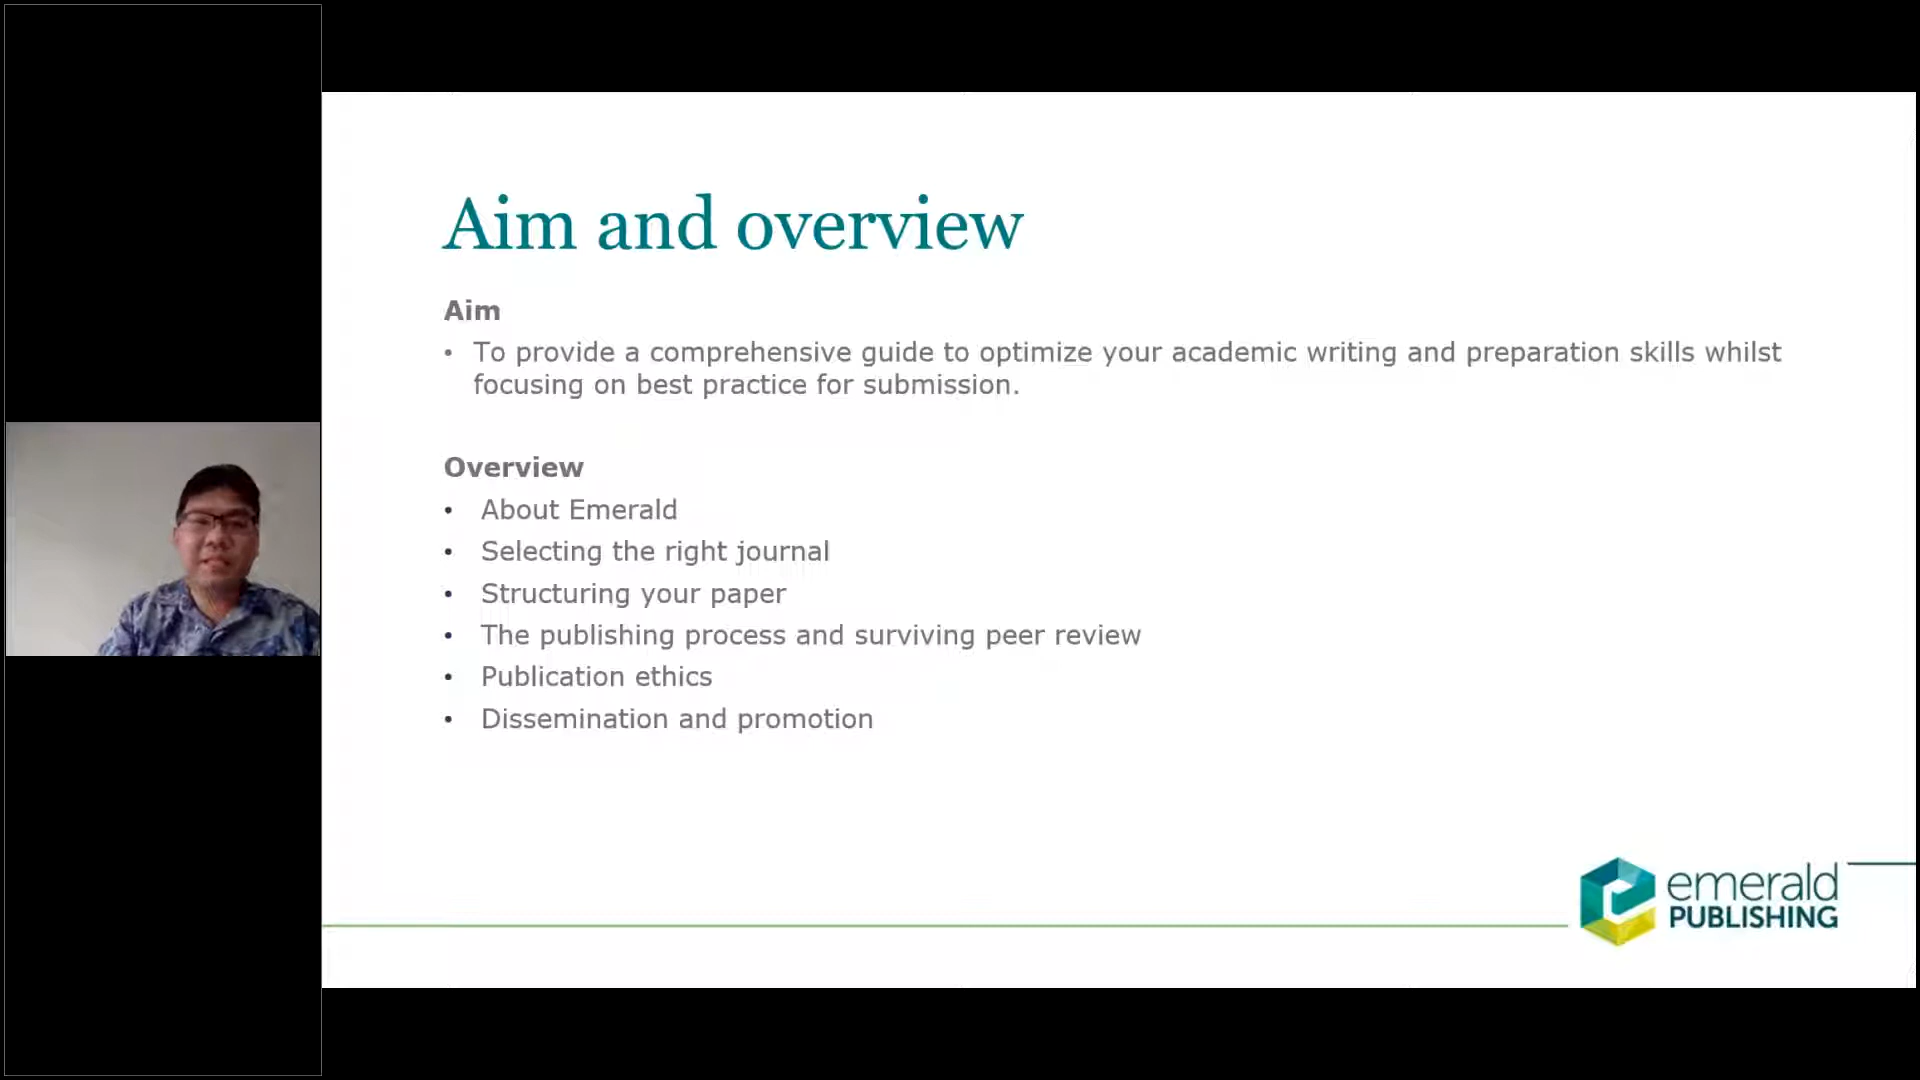 Aim and overview
Aim
• To provide a comprehensive guide to optimize your academic writing and preparation skills whilst
focusing on best practice for submission.
Overview
• About Emerald
• Selecting the right journal
• Structuring your paper
• The publishing process and surviving peer review
• Publication ethics
• Dissemination and promotion
emerald
PUBLISHING